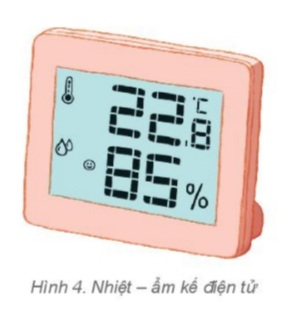 22.8 °C
85 %
Hình 4. Nhiệt – ẩm kế điện tử